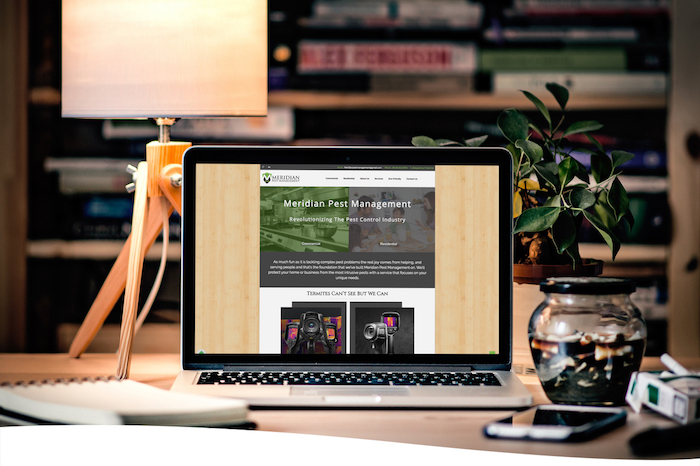 ALEX FERGUSON
MERIDIAN
Meridian Pest Management
Revolutionizing The Pest Control Industry
Commercial
Residential
As much fun as it is tackling complex pest problems the real joy comes from helping, and
serving people and that's the foundation that we've build Meridian Pest Management on. We'll
protect your home or business from the most intrusive pests with a service that focuses on your
unique needs.
TERMITES CAN'T SEE BUT WE CAN